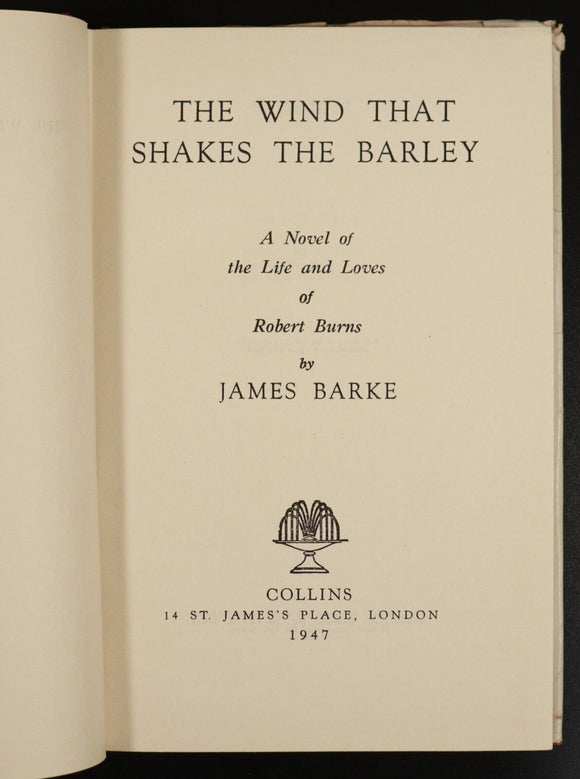 THE WIND THAT
SHAKES THE BARLEY
A Novel of
the Life and Loves
of
Robert Burns
by
JAMES BARKE
COLLINS
14 ST. JAMES'S PLACE, LONDON
1947